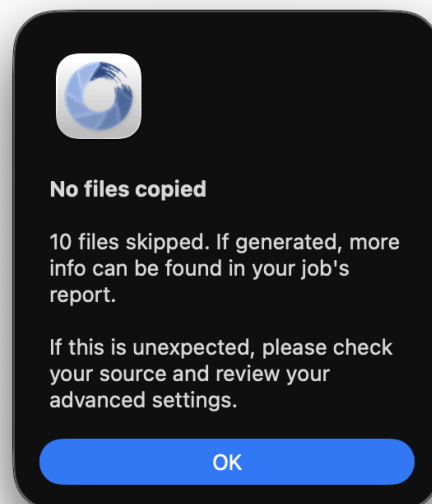 No files copied
10 files skipped. If generated, more
info can be found in your job's
report.
If this is unexpected, please check
your source and review your
advanced settings.
OK